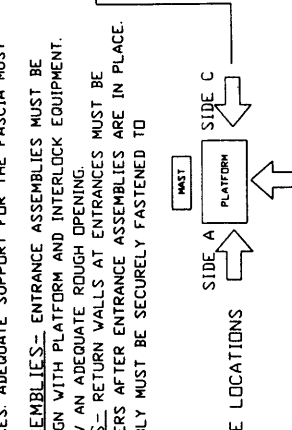 ES. ADEQUATE SUPPORT FOR THE FASCIA MUST
EMBLIES- ENTRANCE ASSEMBLIES MUST BE
GN WITH PLATFORM AND INTERLOCK EQUIPMENT.
AN ADEQUATE ROUGH OPENING.
S- RETURN WALLS AT ENTRANCES MUST BE
ERS AFTER ENTRANCE ASSEMBLIES ARE IN PLACE.
LY MUST BE SECURELY FASTENED TO
MAST
SIDE A
PLATFORM
SIDE C
E LOCATIONS